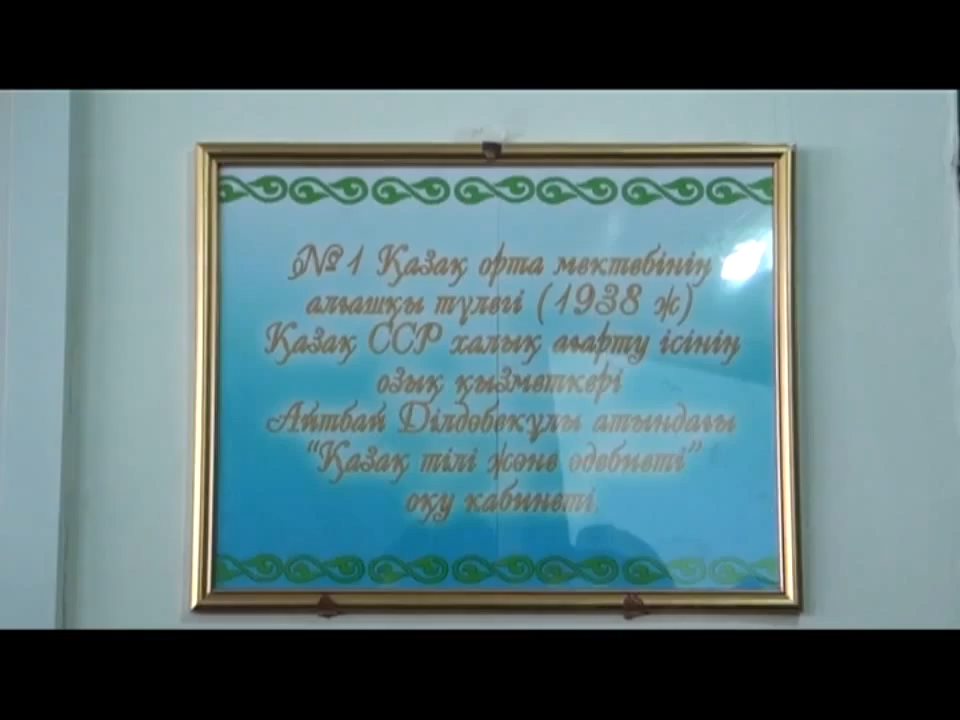 №1 Қазақ орта мектебінің
алғашқы түлегі (1938 ж)
Қазақ ССР халық ағарту ісінің
озық қызметкері
Айтбай Ділдәбекұлы атындағы
“Қазақ тілі және әдебиеті”
оқу кабинеті